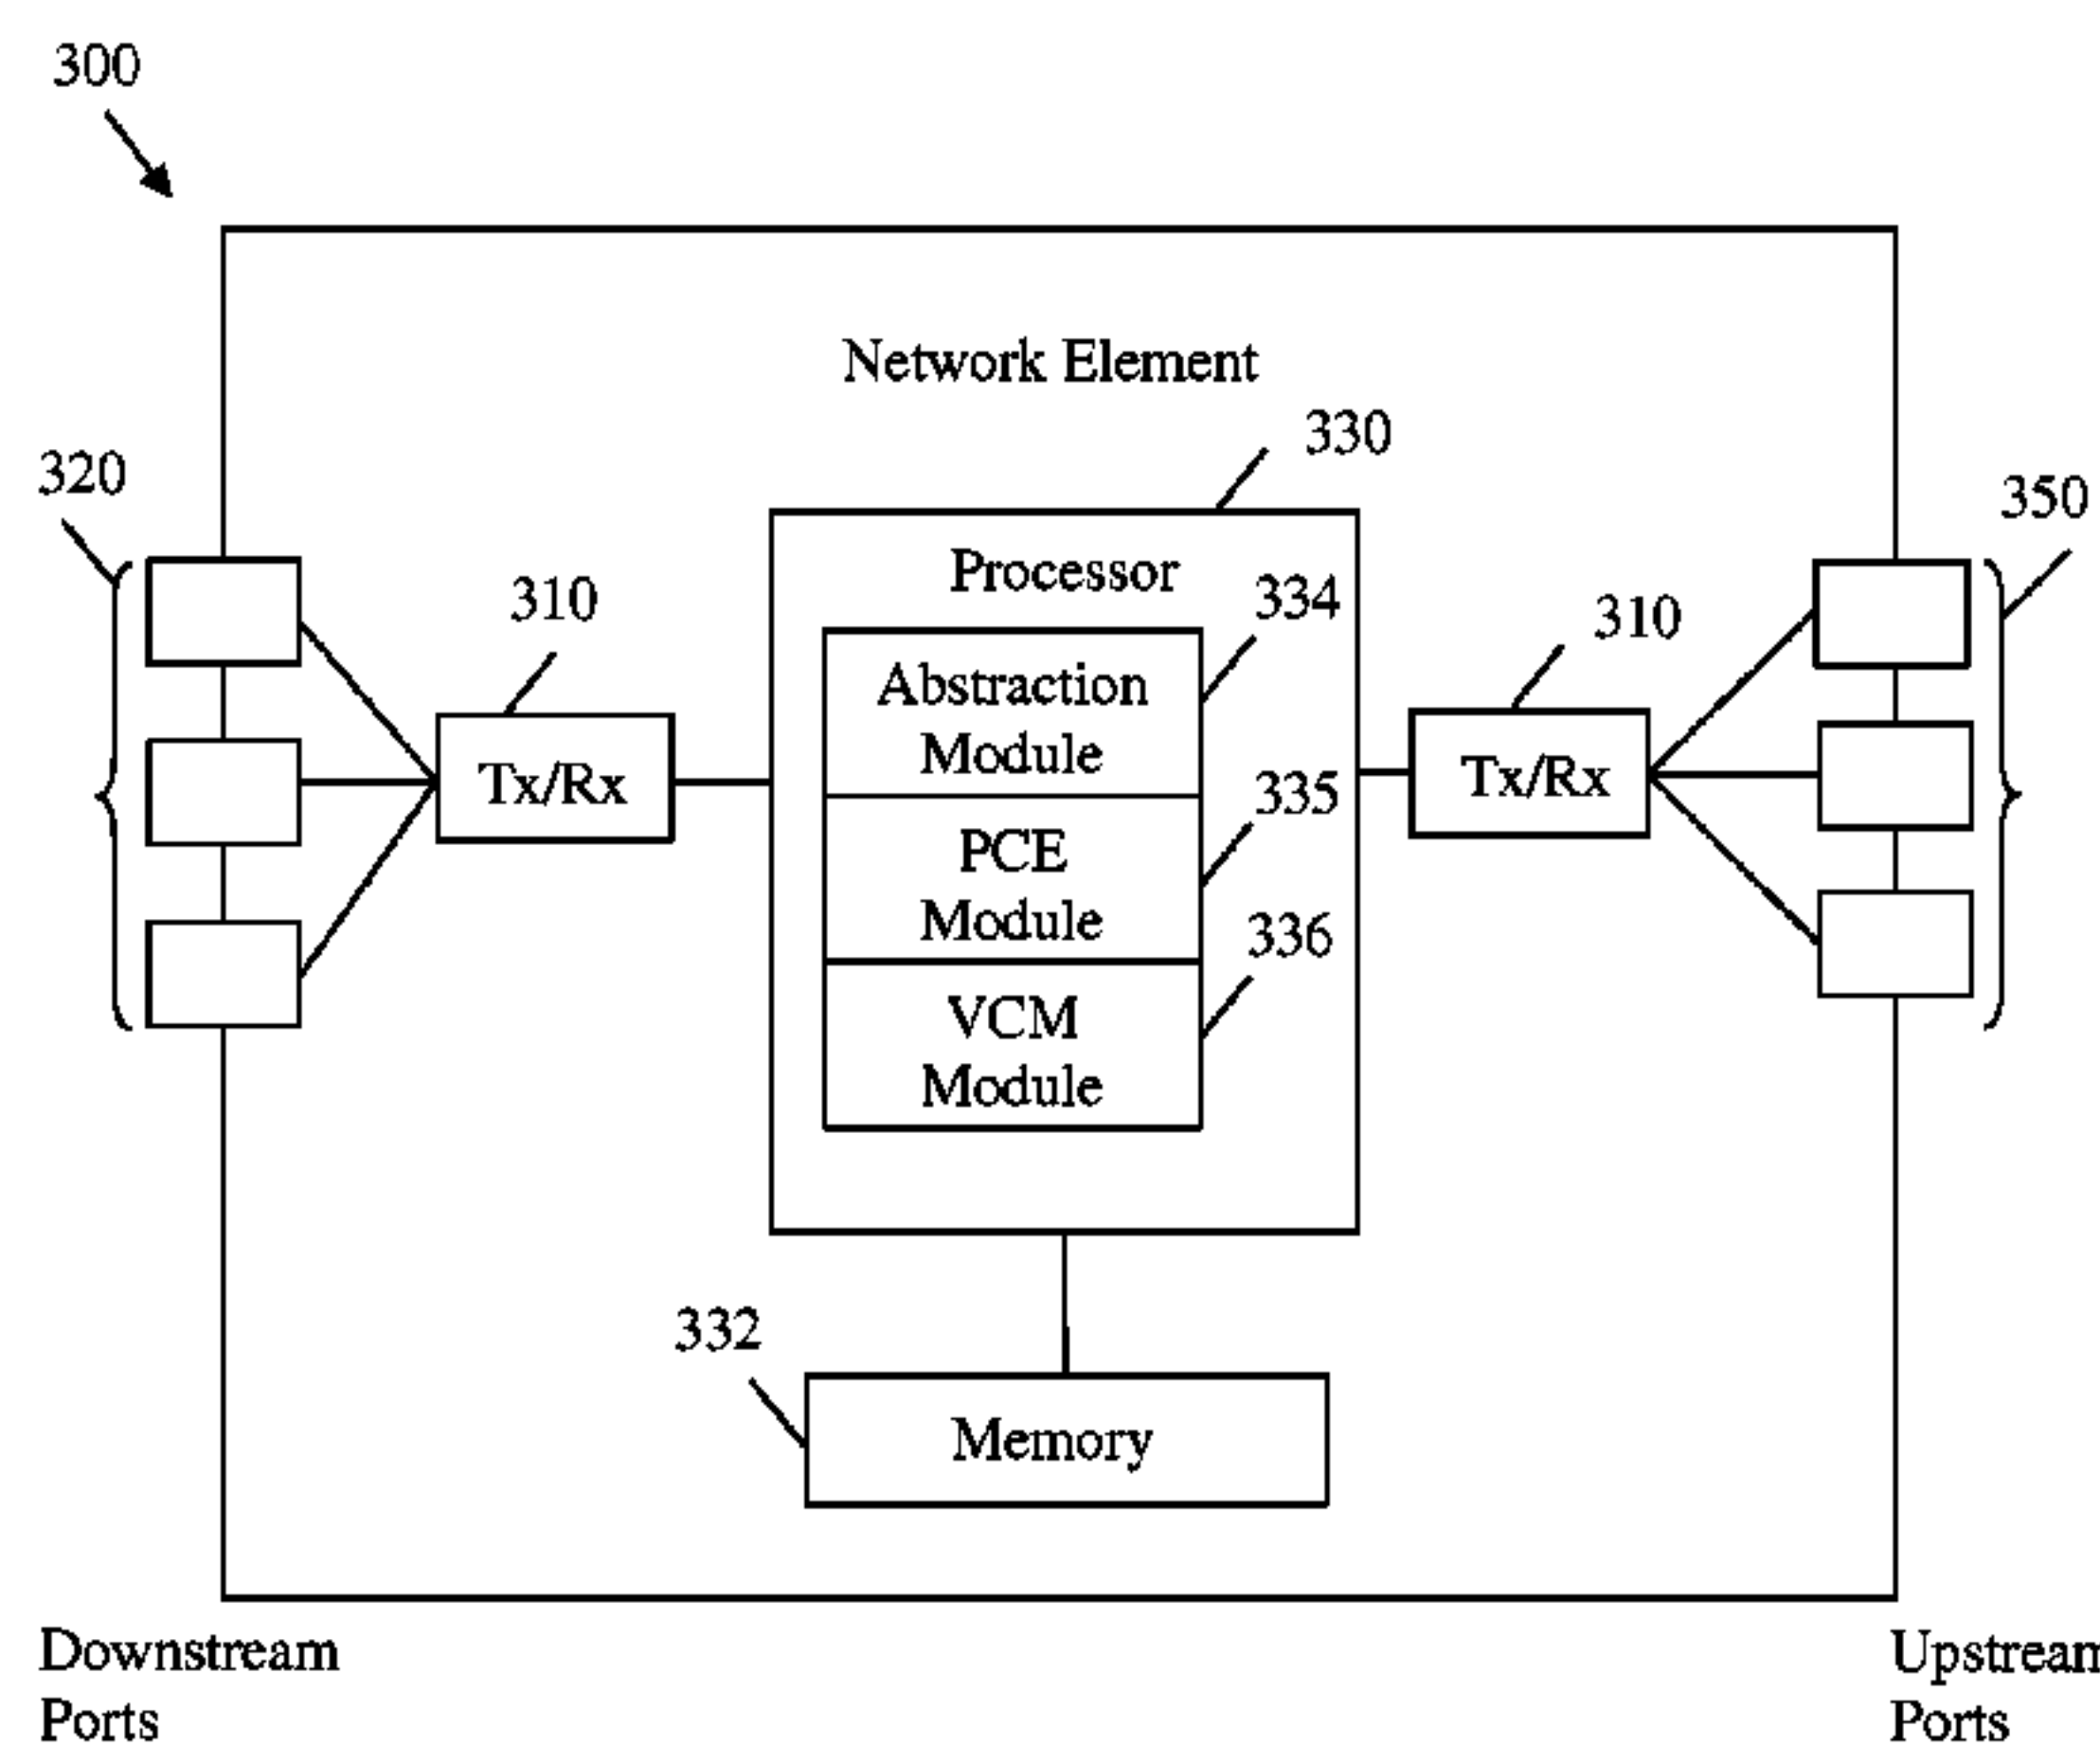 300
Network Element
330
320
350
Processor
334
310
310
Abstraction
Module
Tx/Rx
Tx/Rx
335
PCE
Module
336
VCM
Module
332
Memory
Downstream
Ports
Upstream
Ports